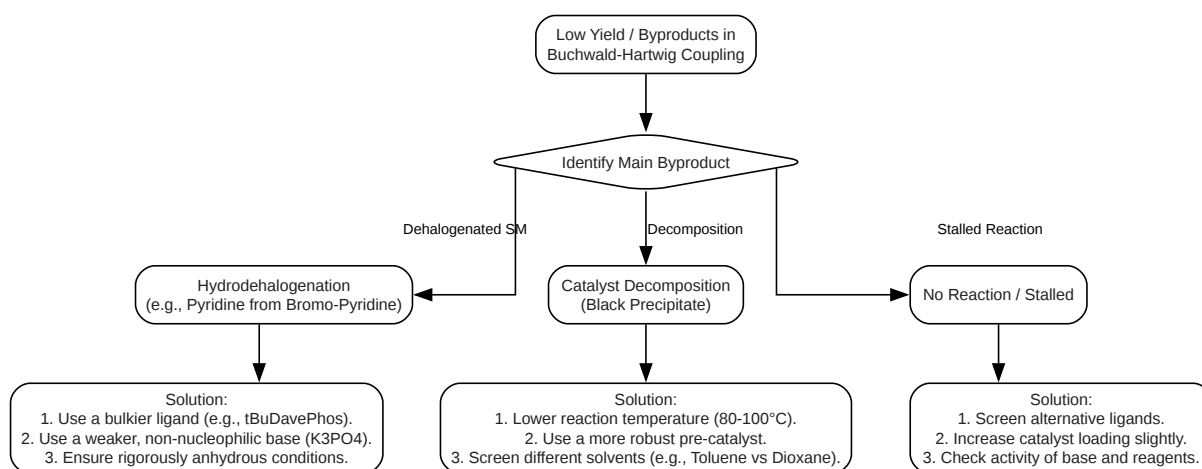 Low Yield / Byproducts in
Buchwald-Hartwig Coupling
Identify Main Byproduct
Dehalogenated SM
Decomposition
Stalled Reaction
Hydrodehalogenation
(e.g., Pyridine from Bromo-Pyridine)
Catalyst Decomposition
(Black Precipitate)
No Reaction / Stalled
Solution:
1. Use a bulkier ligand (e.g., tBuDavePhos).
2. Use a weaker, non-nucleophilic base (K3PO4).
3. Ensure rigorously anhydrous conditions.
Solution:
1. Lower reaction temperature (80-100°C).
2. Use a more robust pre-catalyst.
3. Screen different solvents (e.g., Toluene vs Dioxane).
Solution:
1. Screen alternative ligands.
2. Increase catalyst loading slightly.
3. Check activity of base and reagents.